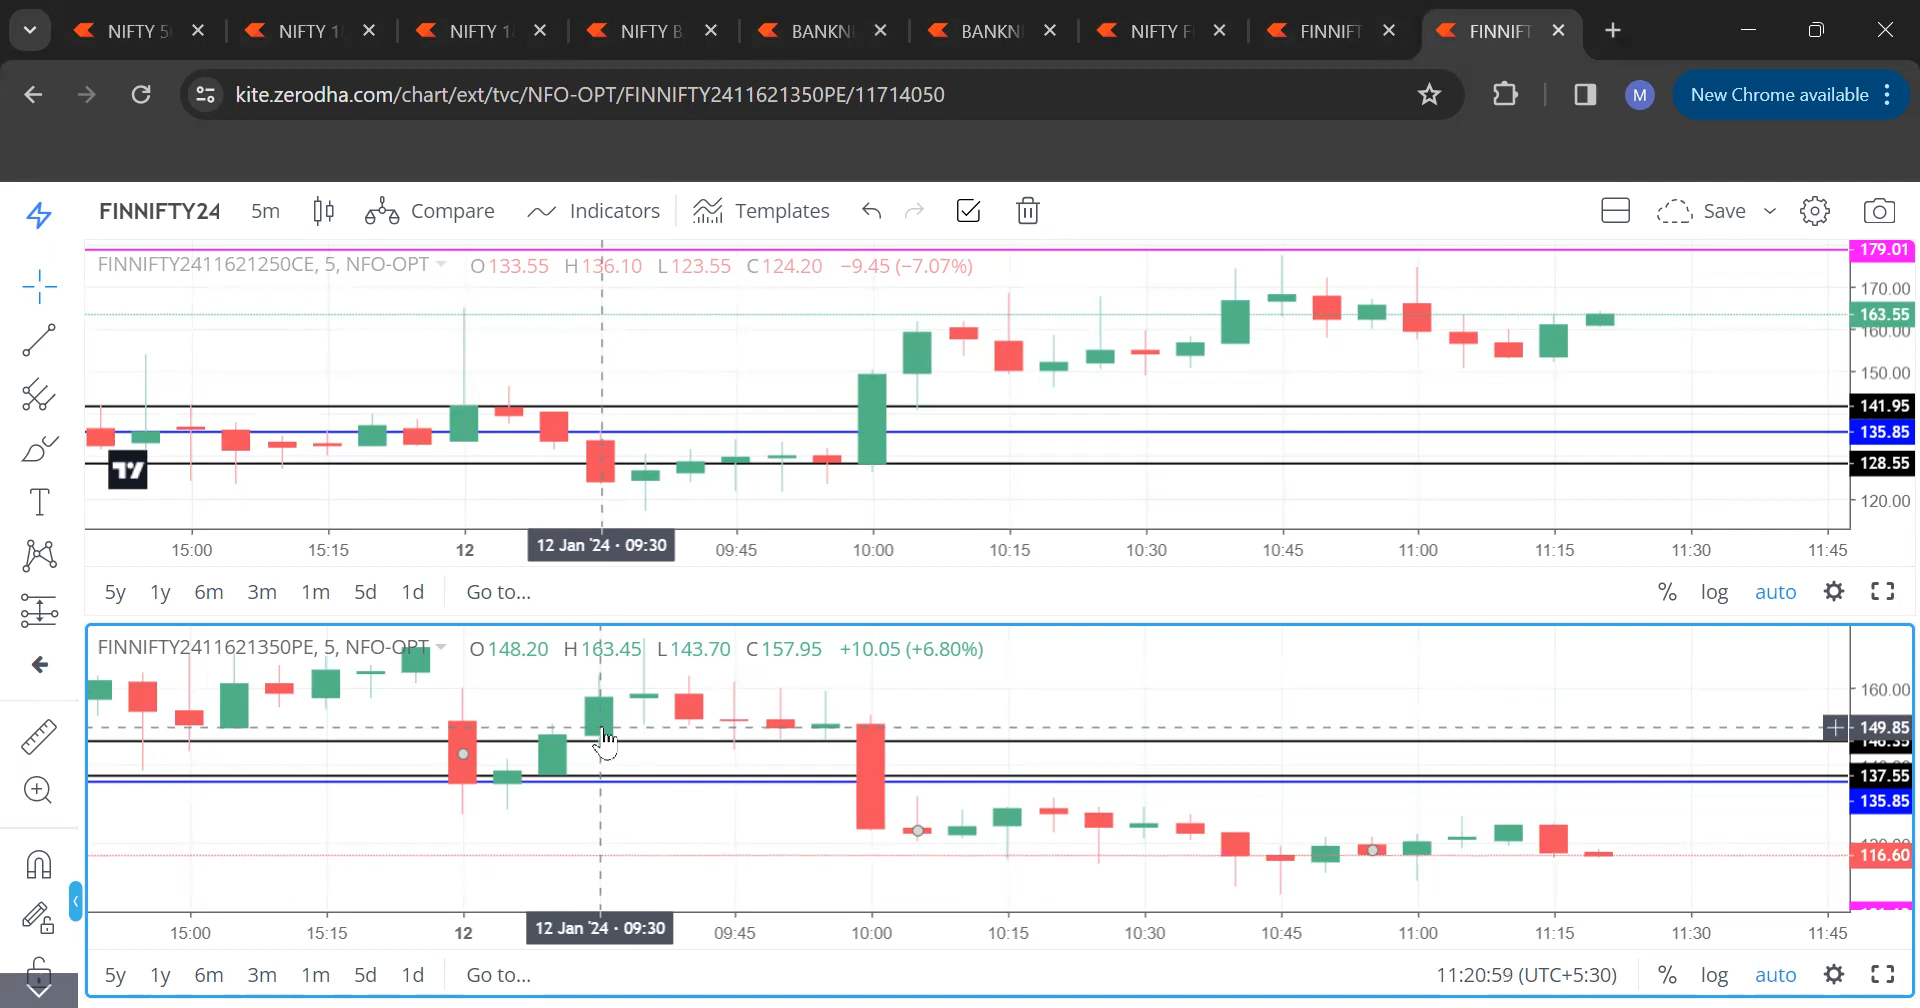 NIFTY 5
NIFTY 1
NIFTY 1
NIFTY B
BANKN
BANKN
NIFTY F
FINNIFT
FINNIFT
kite.zerodha.com/chart/ext/tvc/NFO-OPT/FINNIFTY2411621350PE/11714050
M
New Chrome available
FINNIFTY24
5m
Compare
Indicators
Templates
Save
FINNIFTY2411621250CE, 5, NFO-OPT
O133.55 H136.10 L123.55 C124.20 −9.45 (−7.07%)
179.01
170.00
163.55
160.00
150.00
141.95
135.85
128.55
120.00
15:00
15:15
12
12 Jan '24 · 09:30
09:45
10:00
10:15
10:30
10:45
11:00
11:15
11:30
11:45
5y 1y 6m 3m 1m 5d 1d Go to...
% log auto
FINNIFTY2411621350PE, 5, NFO-OPT
O148.20 H163.45 L143.70 C157.95 +10.05 (+6.80%)
160.00
149.85
137.55
135.85
116.60
15:00
15:15
12
12 Jan '24 · 09:30
09:45
10:00
10:15
10:30
10:45
11:00
11:15
11:30
11:45
5y 1y 6m 3m 1m 5d 1d Go to...
11:20:59 (UTC+5:30)
% log auto